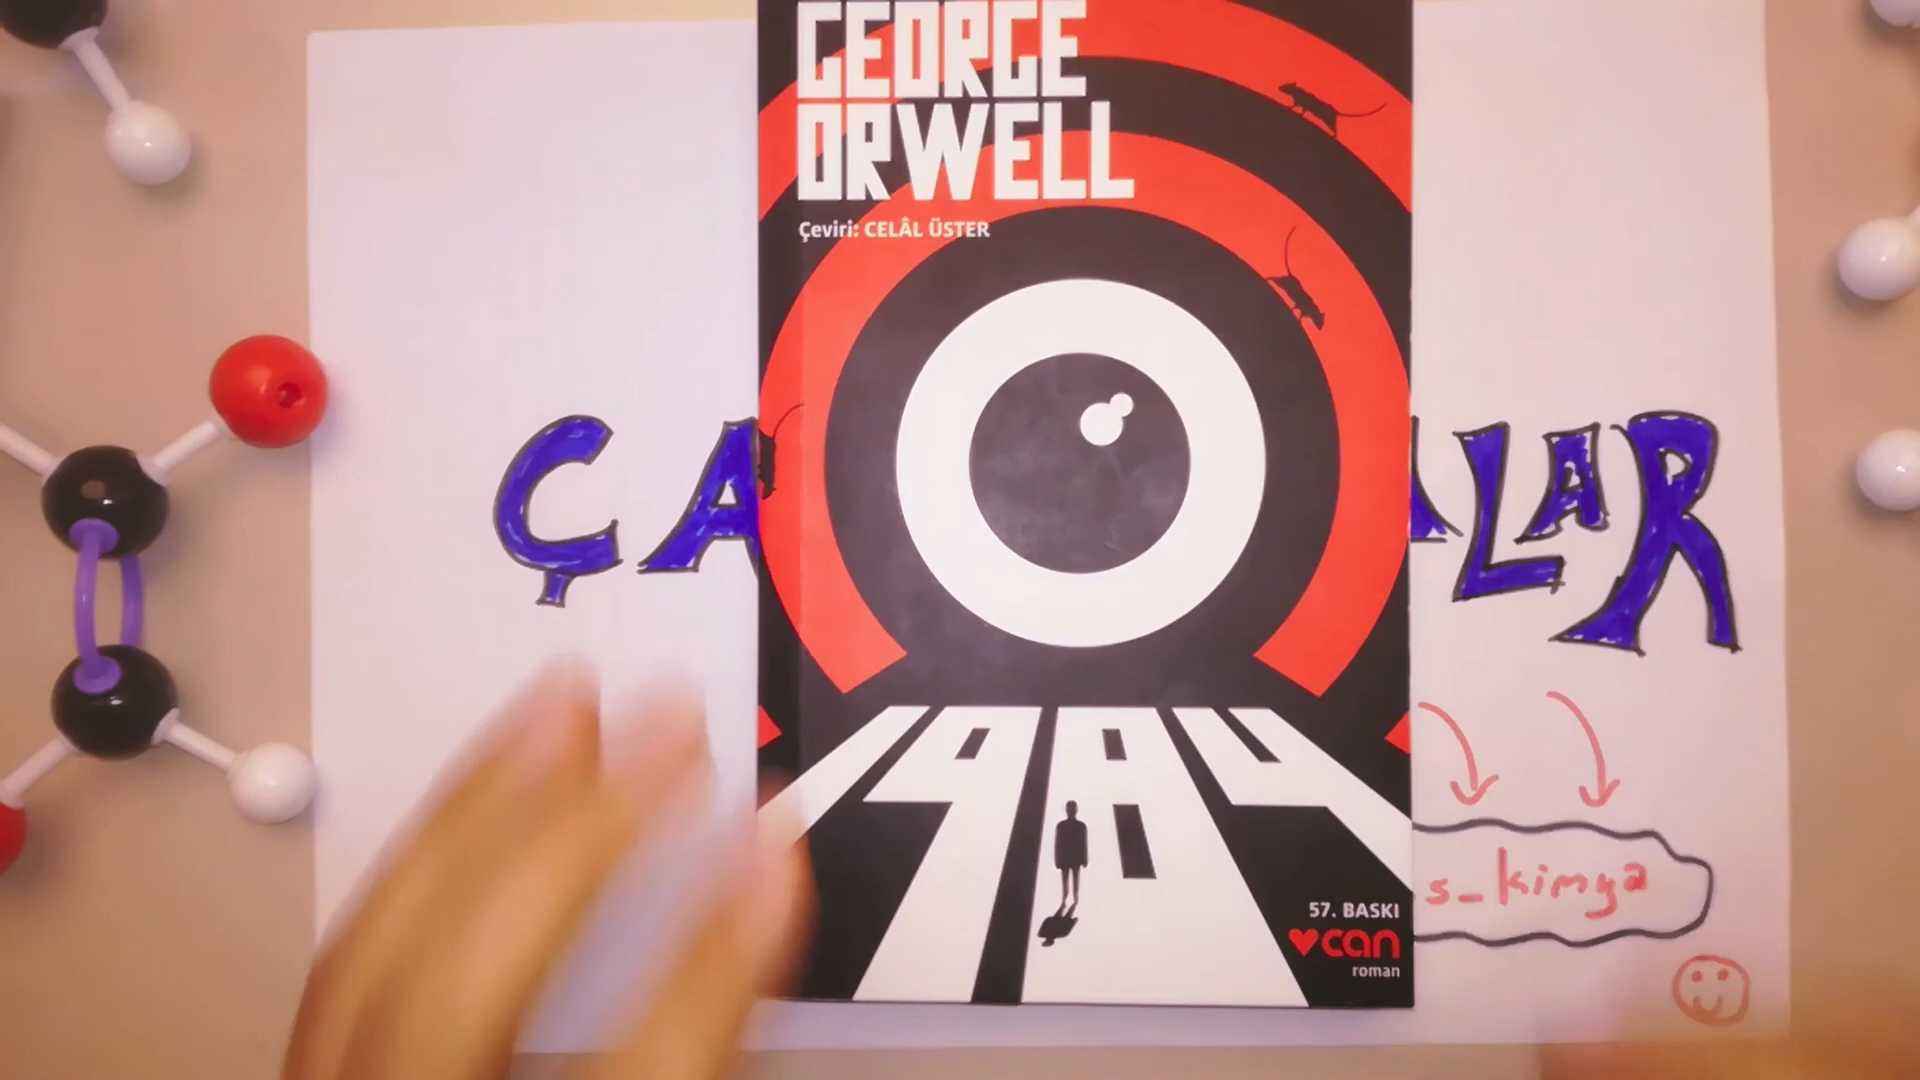 GEORGE
ORWELL
Çeviri: CELÂL ÜSTER
ÇA
LAR
1984
s_kimya
57. BASKI
can
roman